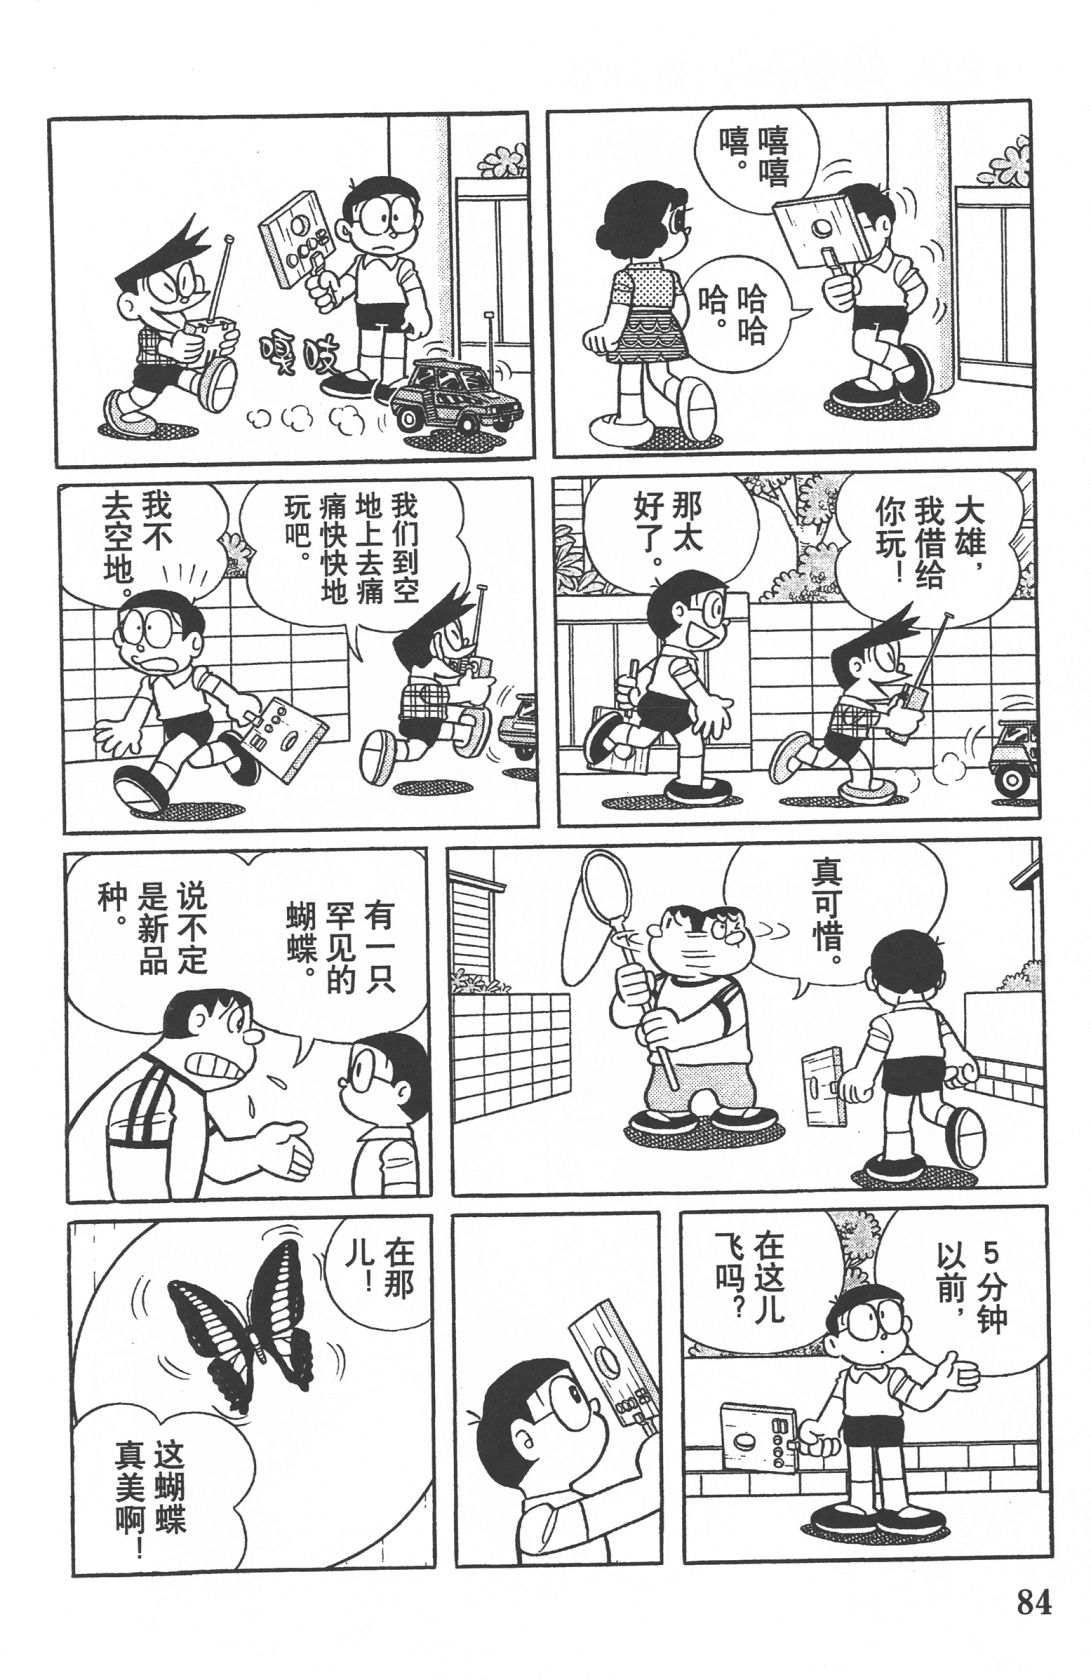 嘻嘻
嘻。
哈哈
哈。
嘎吱
大雄，
我借给
你玩！
那太
好了。
我们到空
地上去痛
痛快快地
玩吧。
我不
去空地。
真可惜。
有一只
罕见的
蝴蝶。
说不定
是新品
种。
5分钟
以前，
在这儿
飞吗？
在那
儿！
这蝴蝶
真美啊！
84